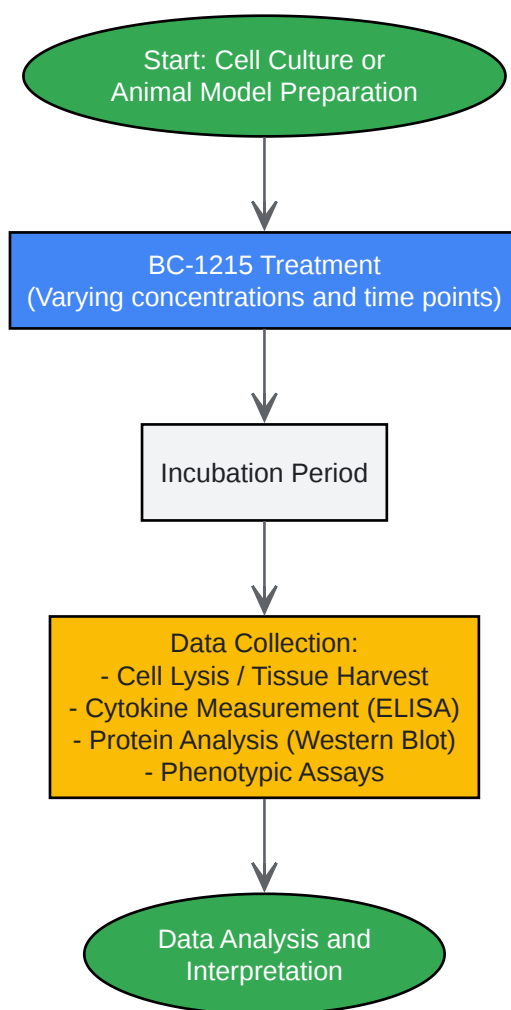 Start: Cell Culture or
Animal Model Preparation
BC-1215 Treatment
(Varying concentrations and time points)
Incubation Period
Data Collection:
- Cell Lysis / Tissue Harvest
- Cytokine Measurement (ELISA)
- Protein Analysis (Western Blot)
- Phenotypic Assays
Data Analysis and
Interpretation